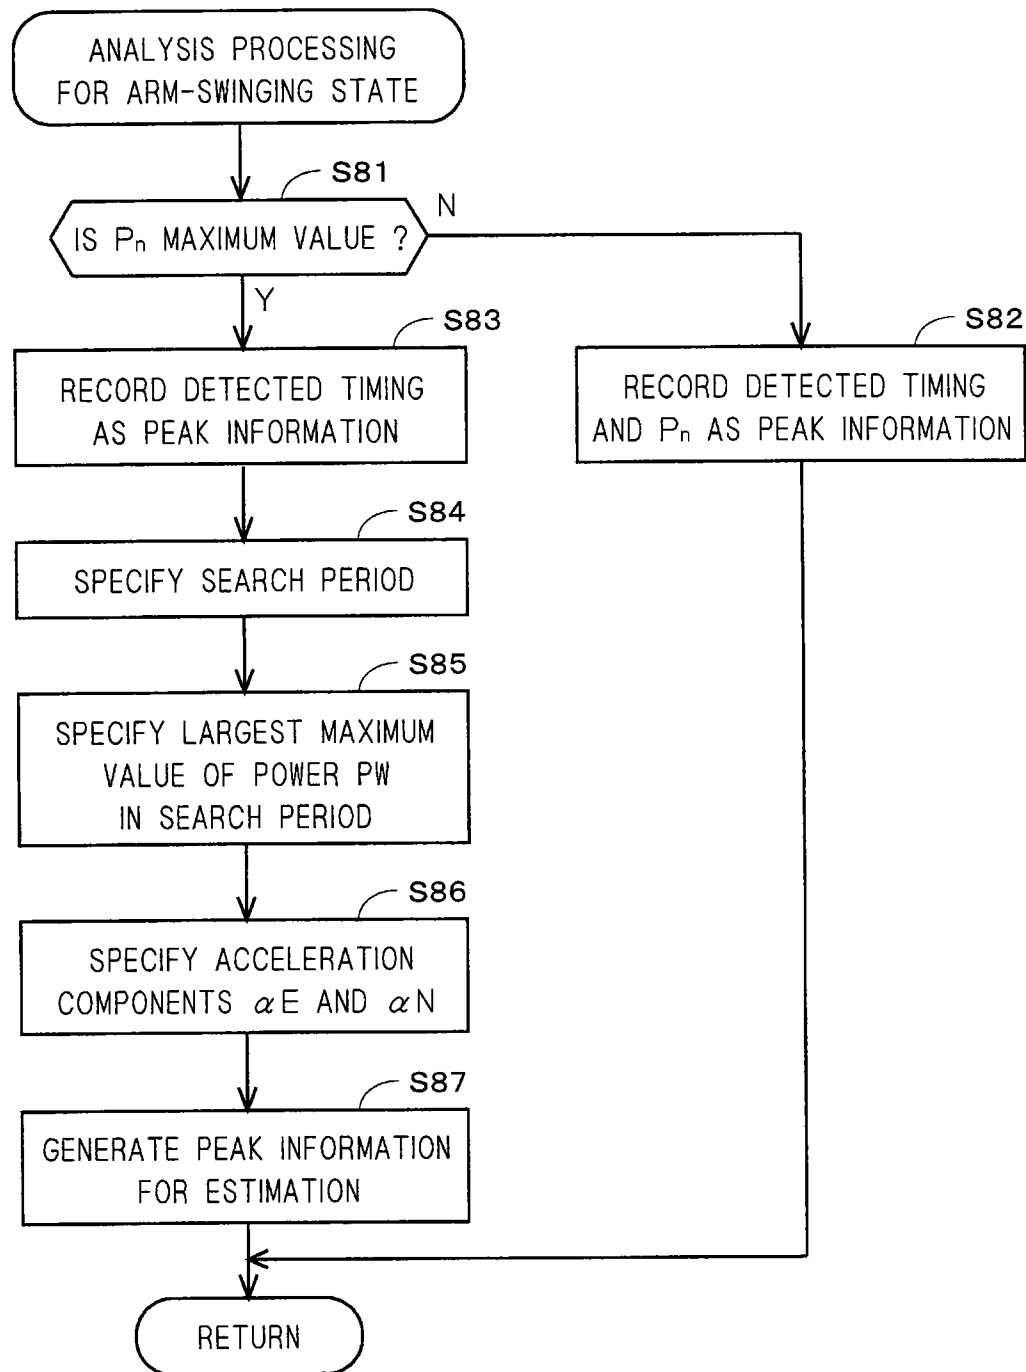 ANALYSIS PROCESSING
FOR ARM-SWINGING STATE
S81
IS Pn MAXIMUM VALUE ?
N
Y
S83
RECORD DETECTED TIMING
AS PEAK INFORMATION
S82
RECORD DETECTED TIMING
AND Pn AS PEAK INFORMATION
S84
SPECIFY SEARCH PERIOD
S85
SPECIFY LARGEST MAXIMUM
VALUE OF POWER PW
IN SEARCH PERIOD
S86
SPECIFY ACCELERATION
COMPONENTS αE AND αN
S87
GENERATE PEAK INFORMATION
FOR ESTIMATION
RETURN